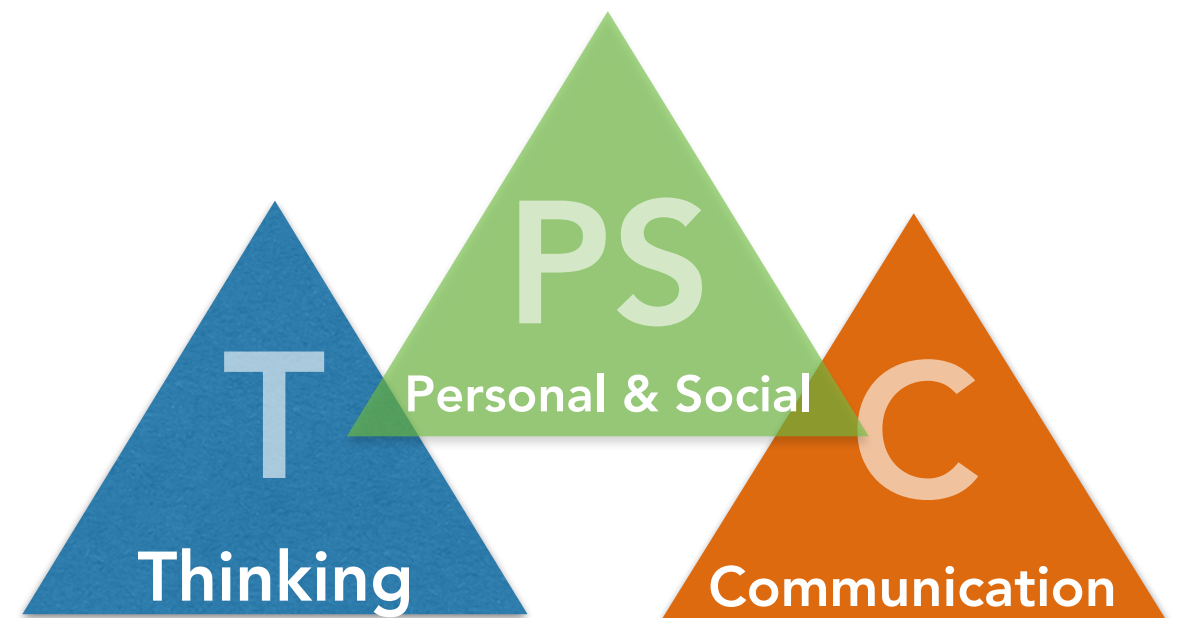 T
Thinking
PS
Personal & Social
C
Communication